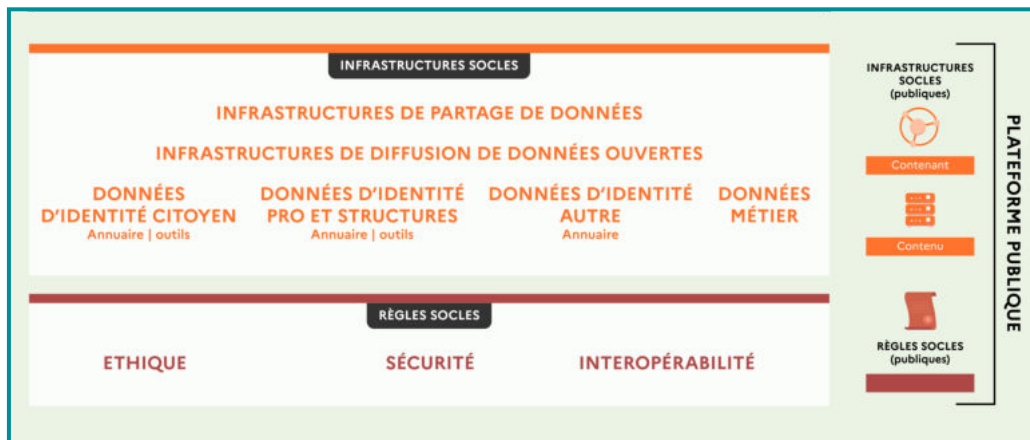 INFRASTRUCTURES SOCLES
INFRASTRUCTURES DE PARTAGE DE DONNÉES
INFRASTRUCTURES DE DIFFUSION DE DONNÉES OUVERTES
DONNÉES
D'IDENTITÉ CITOYEN
Annuaire | outils
DONNÉES D'IDENTITÉ
PRO ET STRUCTURES
Annuaire | outils
DONNÉES D'IDENTITÉ
AUTRE
Annuaire
DONNÉES
MÉTIER
RÈGLES SOCLES
ETHIQUE
SÉCURITÉ
INTEROPÉRABILITÉ
INFRASTRUCTURES
SOCLES
(publiques)
Contenant
Contenu
RÈGLES SOCLES
(publiques)
PLATEFORME PUBLIQUE